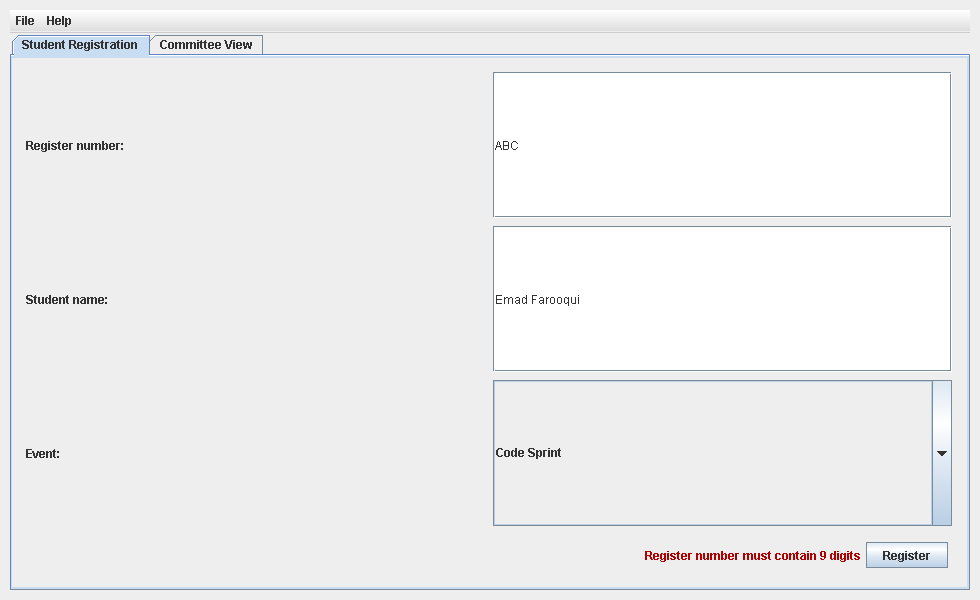 File Help
Student Registration Committee View
Register number: ABC
Student name: Emad Farooqui
Event: Code Sprint
Register number must contain 9 digits Register